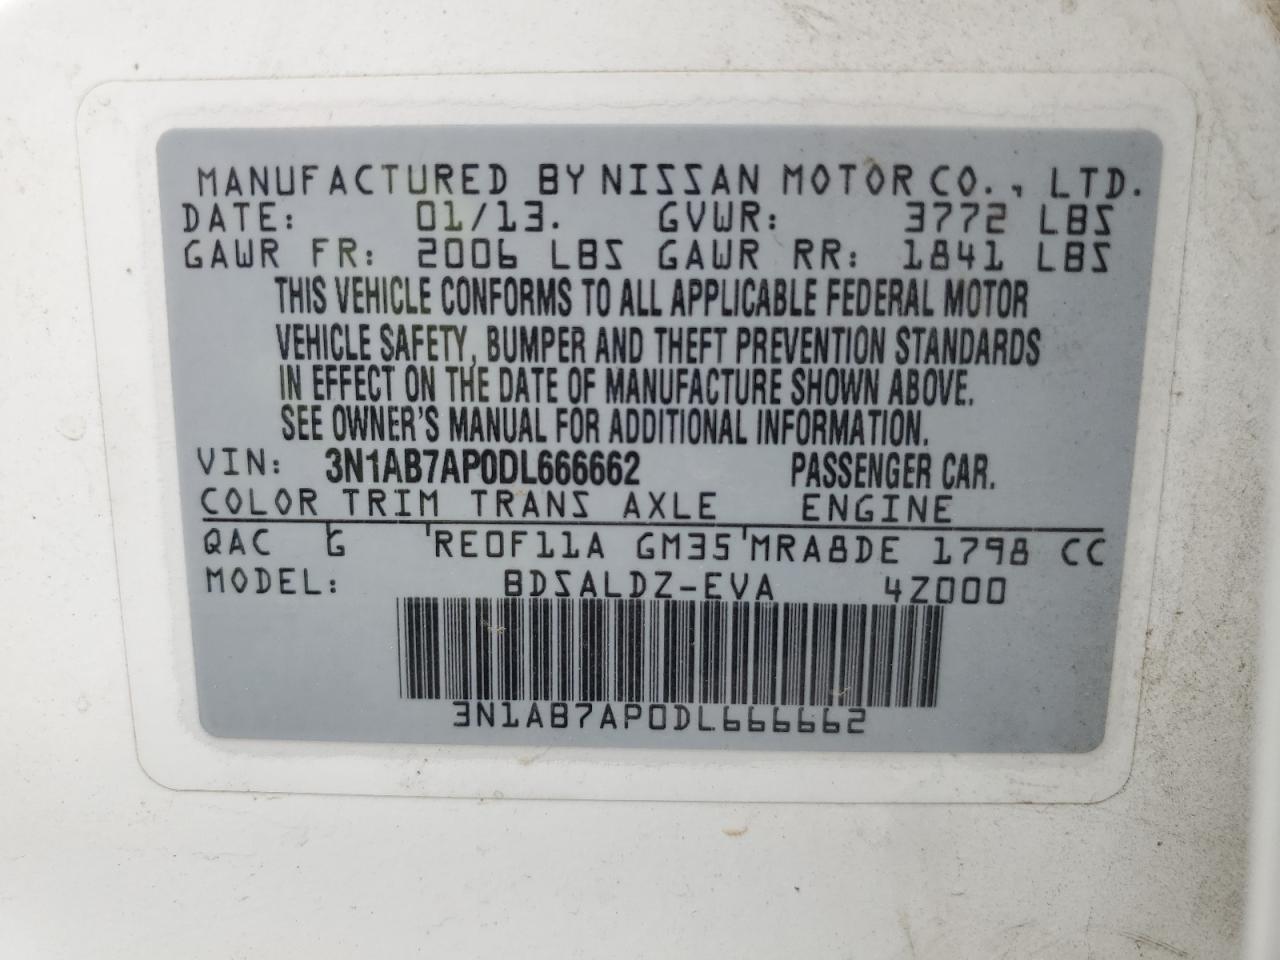 MANUFACTURED BY NISSAN MOTOR CO., LTD.
DATE: 01/13. GVWR: 3772 LBS
GAWR FR: 2006 LBS GAWR RR: 1841 LBS
THIS VEHICLE CONFORMS TO ALL APPLICABLE FEDERAL MOTOR
VEHICLE SAFETY, BUMPER AND THEFT PREVENTION STANDARDS
IN EFFECT ON THE DATE OF MANUFACTURE SHOWN ABOVE.
SEE OWNER'S MANUAL FOR ADDITIONAL INFORMATION.
VIN: 3N1AB7AP0DL666662 PASSENGER CAR.
COLOR TRIM TRANS AXLE ENGINE
QAC G RE0F11A GM35 MRA8DE 1798 CC
MODEL: BDSALDZ-EVA 4Z000
3N1AB7AP0DL666662